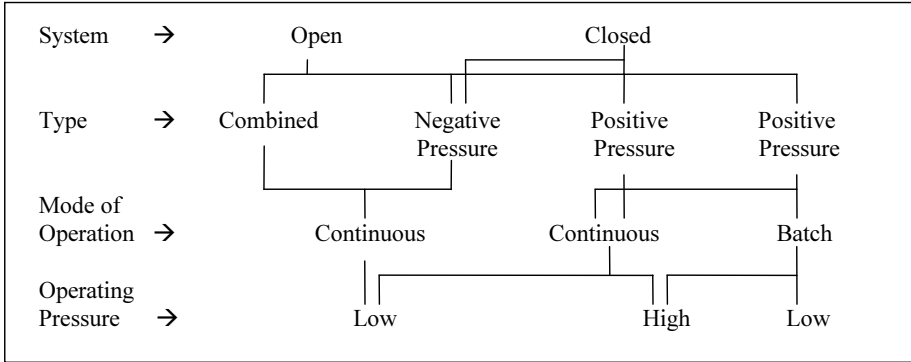 System → Open Closed
Type → Combined Negative Positive Positive
Pressure Pressure Pressure
Mode of
Operation → Continuous Continuous Batch
Operating
Pressure → Low High Low